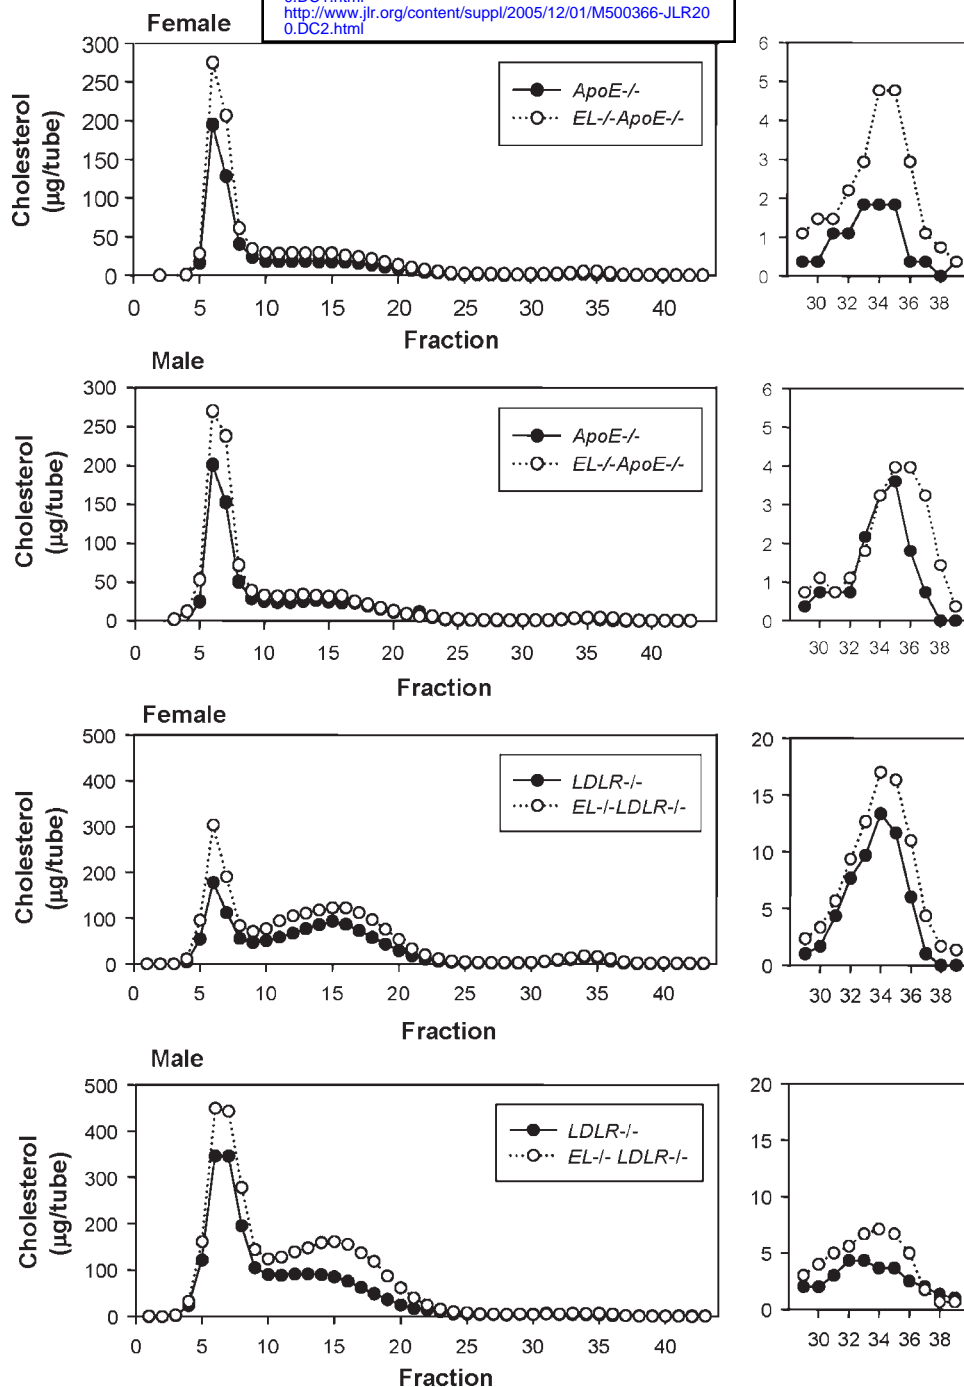 http://www.jlr.org/content/suppl/2005/12/01/M500366-JLR20
0.DC2.html
Female
300
250
200
150
100
50
0
Cholesterol
(µg/tube)
ApoE-/-
EL-/-ApoE-/-
0 5 10 15 20 25 30 35 40
Fraction
6
5
4
3
2
1
0
30 32 34 36 38
Male
300
250
200
150
100
50
0
Cholesterol
(µg/tube)
ApoE-/-
EL-/-ApoE-/-
0 5 10 15 20 25 30 35 40
Fraction
6
5
4
3
2
1
0
30 32 34 36 38
Female
500
400
300
200
100
0
Cholesterol
(µg/tube)
LDLR-/-
EL-/-LDLR-/-
0 5 10 15 20 25 30 35 40
Fraction
20
15
10
5
0
30 32 34 36 38
Male
500
400
300
200
100
0
Cholesterol
(µg/tube)
LDLR-/-
EL-/- LDLR-/-
0 5 10 15 20 25 30 35 40
Fraction
20
15
10
5
0
30 32 34 36 38